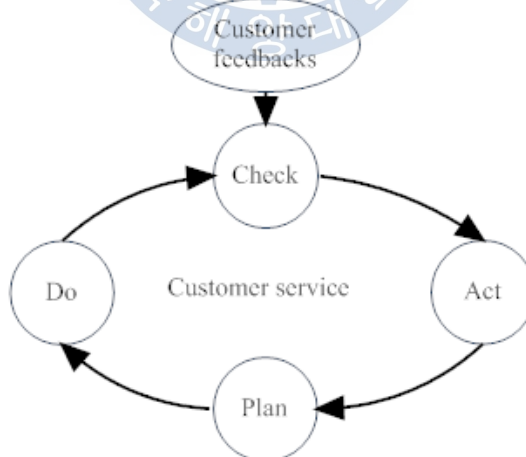 Customer
feedbacks
Check
Do
Customer service
Act
Plan